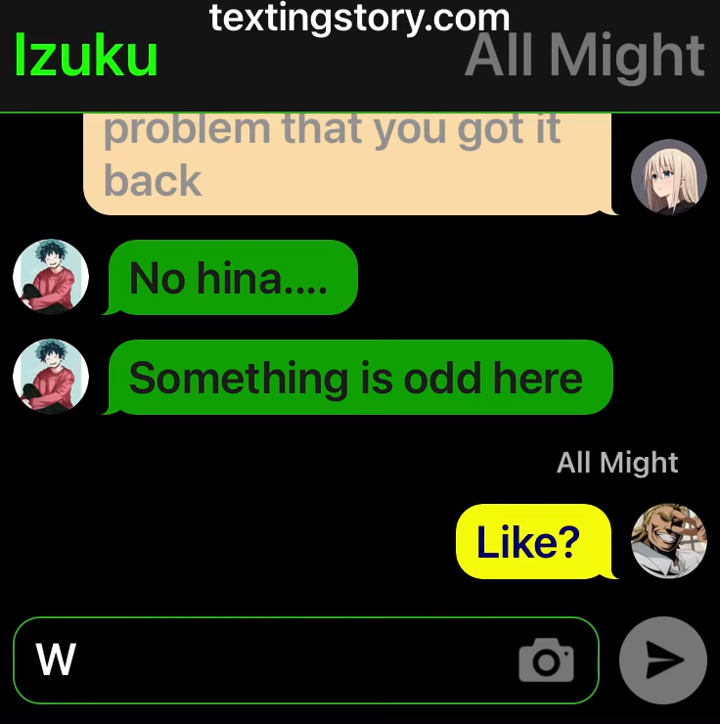 textingstory.com
Izuku
All Might
problem that you got it
back
No hina....
Something is odd here
All Might
Like?
W